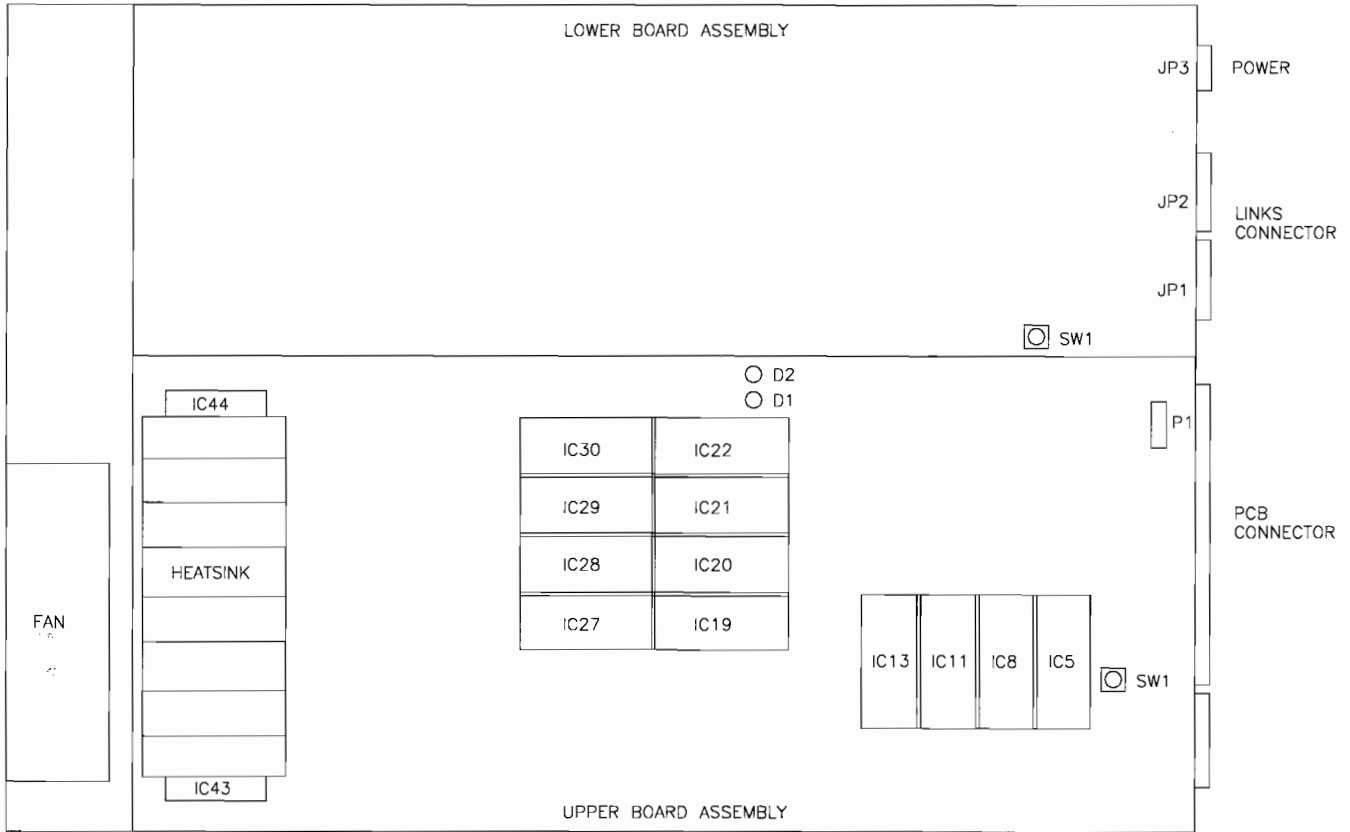 LOWER BOARD ASSEMBLY
JP3
POWER
JP2
LINKS
CONNECTOR
JP1
SW1
D2
D1
IC44
P1
IC30
IC22
IC29
IC21
PCB
CONNECTOR
IC28
IC20
HEATSINK
FAN
IC27
IC19
IC13
IC11
IC8
IC5
SW1
IC43
UPPER BOARD ASSEMBLY